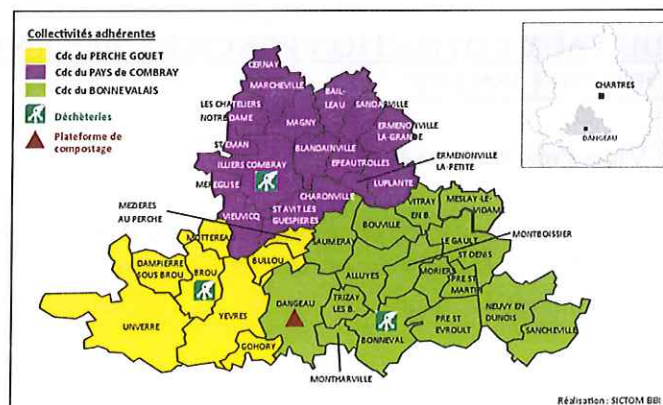 Collectivités adhérentes
Cdc du PERCHE GOUET
Cdc du PAYS de COMBRAY
Cdc du BONNEVALAIS
Déchèteries
Plateforme de
compostage
CHARTRES
DANGEAU
CERNAY
MARCHEVILLE
BAIL-
LEAU
SANDARVILLE
LES CHATELIERS
NOTRE DAME
MAGNY
ERMENONVILLE
LA GRANDE
ST EMAN
BLANDAINVILLE
EPEAUTROLLES
ERMENONVILLE
LA PETITE
ILLIERS COMBRAY
MEREGLISE
CHARONVILLE
LUPLANTE
VIEUVICQ
ST AVIT LES
GUESPIERES
MEZIERES
AU PERCHE
MOTTEREAU
BULLOU
SAUMERAY
BOUVILLE
VITRAY
EN B.
MESLAY-LE-
VIDAME
MONTBOISSIER
LE GAULT
ST DENIS
DAMPIERRE
SOUS BROU
BROU
ALLUYES
MORIERS
PRE ST
MARTIN
UNVERRE
YEVRES
DANGEAU
TRIZAY
LES B.
BONNEVAL
PRE ST
EVROULT
NEUVY EN
DUNOIS
SANCHEVILLE
GOHORY
MONTHARVILLE
Réalisation : SICTOM BBI